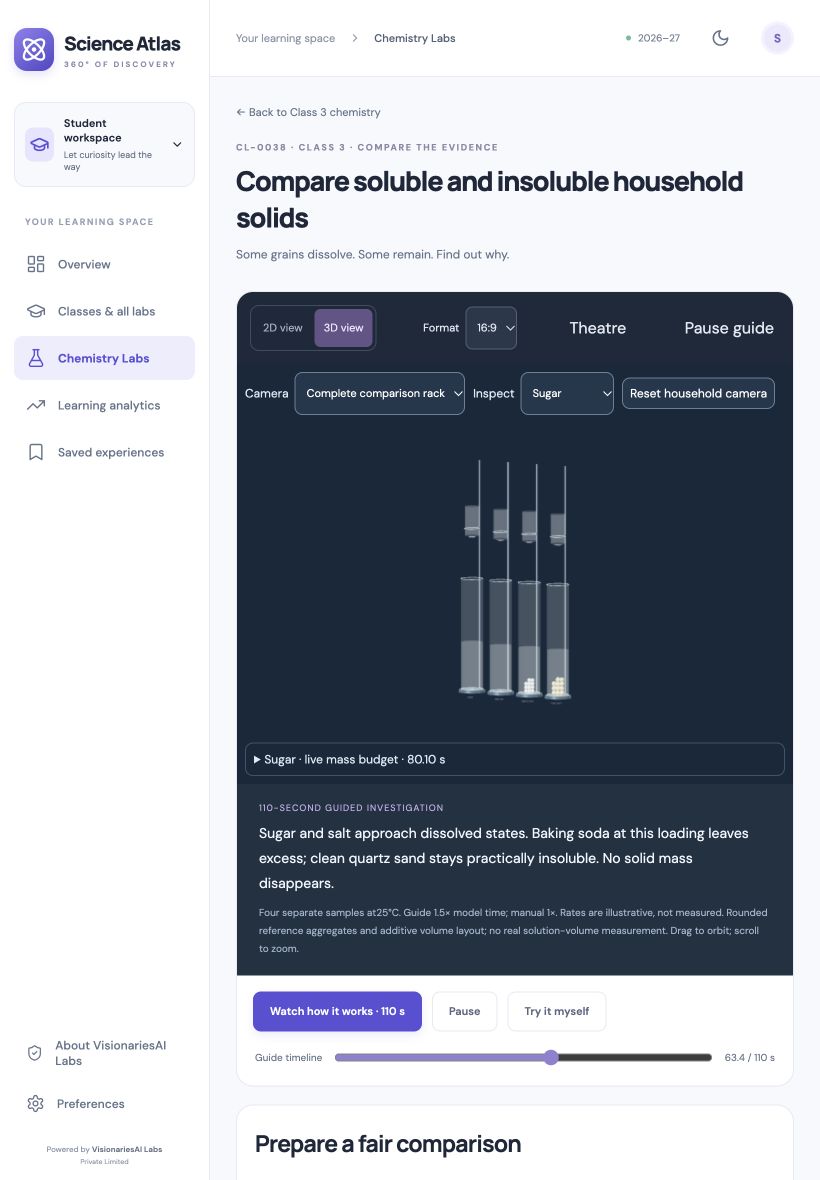 Science Atlas
360° OF DISCOVERY
Student
workspace
Let curiosity lead the
way
YOUR LEARNING SPACE
Overview
Classes & all labs
Chemistry Labs
Learning analytics
Saved experiences
About VisionariesAI
Labs
Preferences
Powered by VisionariesAI Labs
Private Limited
Your learning space > Chemistry Labs
2026–27
S
← Back to Class 3 chemistry
CL-0038 · CLASS 3 · COMPARE THE EVIDENCE
Compare soluble and insoluble household
solids
Some grains dissolve. Some remain. Find out why.
2D view 3D view Format 16:9 Theatre Pause guide
Camera Complete comparison rack Inspect Sugar Reset household camera
▶ Sugar · live mass budget · 80.10 s
110-SECOND GUIDED INVESTIGATION
Sugar and salt approach dissolved states. Baking soda at this loading leaves
excess; clean quartz sand stays practically insoluble. No solid mass
disappears.
Four separate samples at25°C. Guide 1.5× model time; manual 1×. Rates are illustrative, not measured. Rounded
reference aggregates and additive volume layout; no real solution-volume measurement. Drag to orbit; scroll
to zoom.
Watch how it works · 110 s Pause Try it myself
Guide timeline 63.4 / 110 s
Prepare a fair comparison